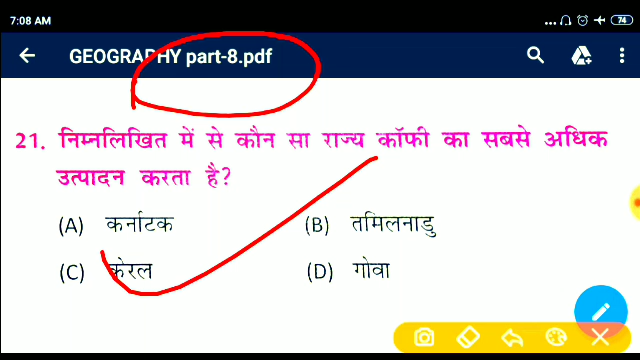 7:08 AM
74
GEOGRAPHY part-8.pdf
21. निम्नलिखित में से कौन सा राज्य कॉफी का सबसे अधिक
उत्पादन करता है?
(A) कर्नाटक (B) तमिलनाडु
(C) केरल (D) गोवा